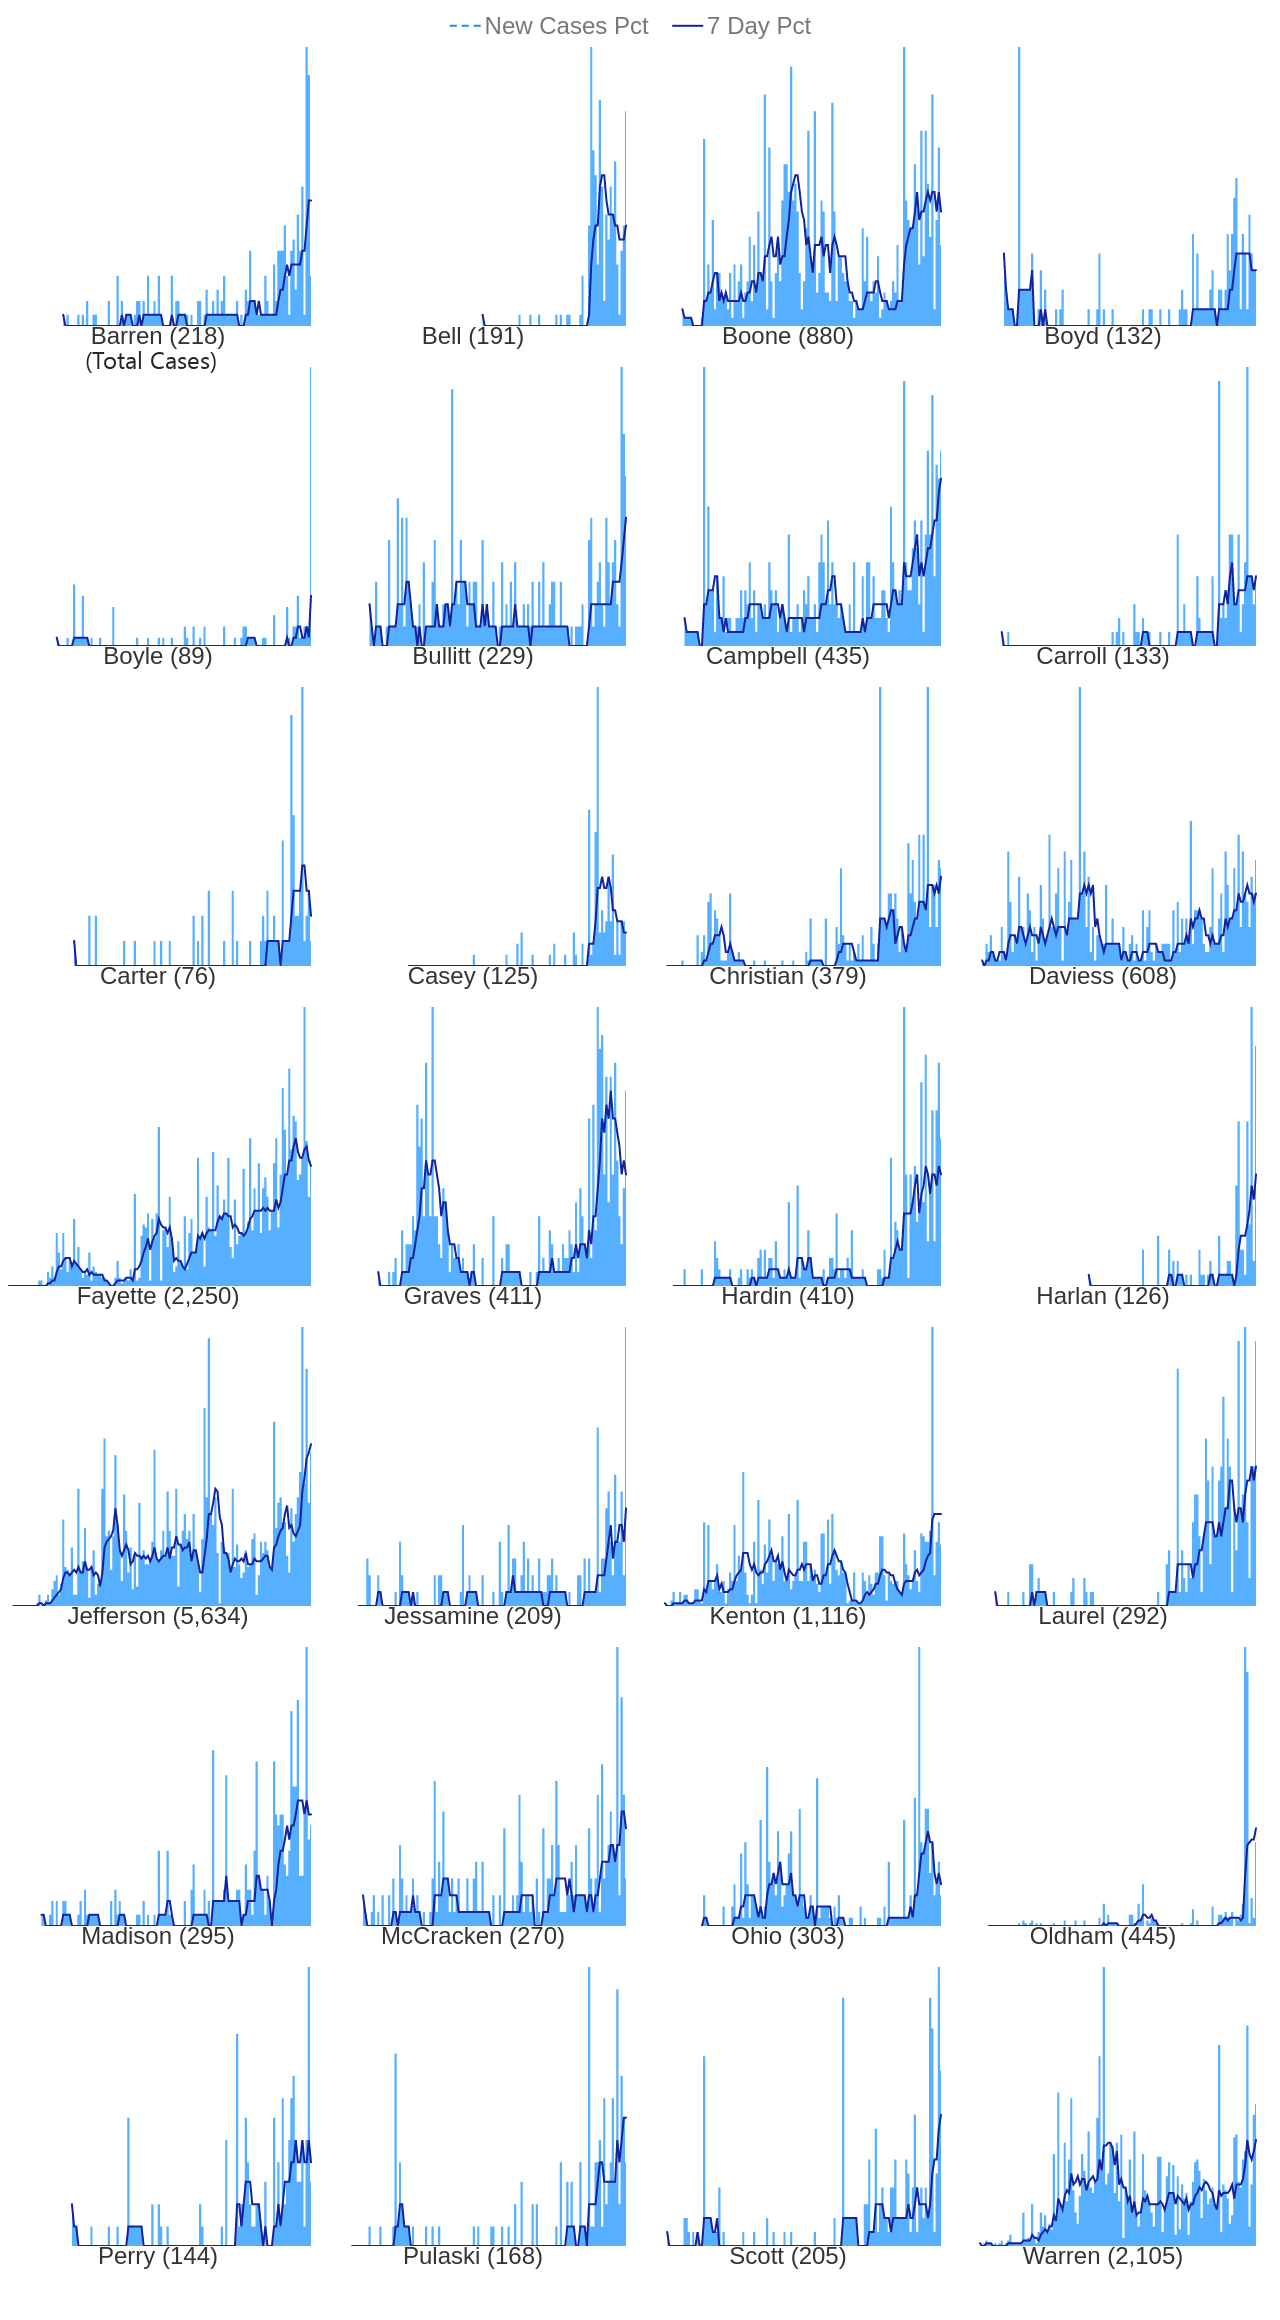 New Cases Pct 7 Day Pct
Barren (218) Bell (191) Boone (880) Boyd (132)
(Total Cases)
Boyle (89) Bullitt (229) Campbell (435) Carroll (133)
Carter (76) Casey (125) Christian (379) Daviess (608)
Fayette (2,250) Graves (411) Hardin (410) Harlan (126)
Jefferson (5,634) Jessamine (209) Kenton (1,116) Laurel (292)
Madison (295) McCracken (270) Ohio (303) Oldham (445)
Perry (144) Pulaski (168) Scott (205) Warren (2,105)